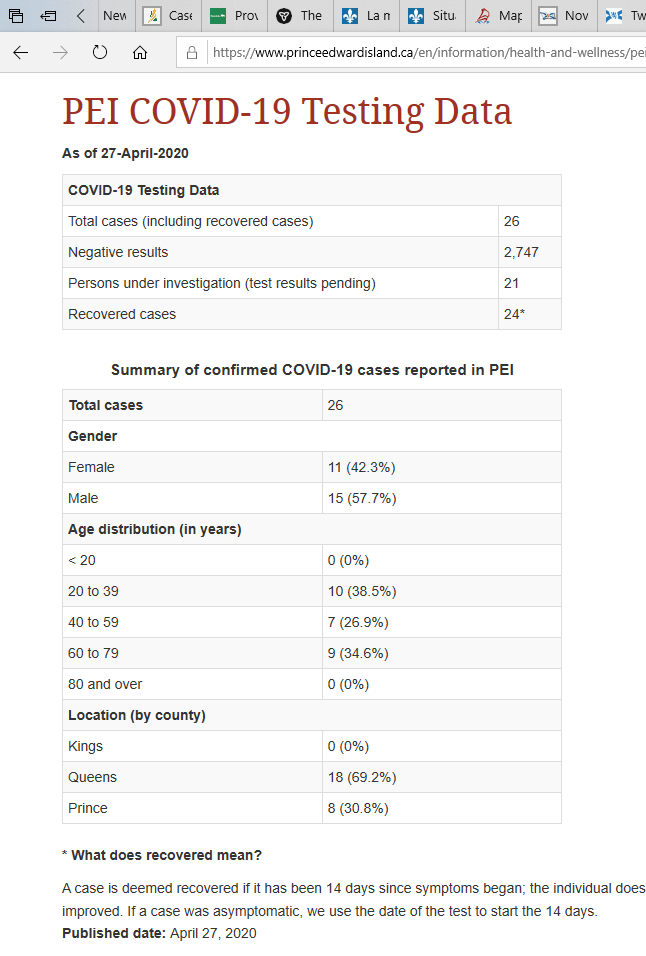 New
Case
Prov
The
La n
Situ
Map
Nov
Tw
https://www.princeedwardisland.ca/en/information/health-and-wellness/pei
PEI COVID-19 Testing Data
As of 27-April-2020
COVID-19 Testing Data
Total cases (including recovered cases) 26
Negative results 2,747
Persons under investigation (test results pending) 21
Recovered cases 24*
Summary of confirmed COVID-19 cases reported in PEI
Total cases 26
Gender
Female 11 (42.3%)
Male 15 (57.7%)
Age distribution (in years)
< 20 0 (0%)
20 to 39 10 (38.5%)
40 to 59 7 (26.9%)
60 to 79 9 (34.6%)
80 and over 0 (0%)
Location (by county)
Kings 0 (0%)
Queens 18 (69.2%)
Prince 8 (30.8%)
* What does recovered mean?
A case is deemed recovered if it has been 14 days since symptoms began; the individual does
improved. If a case was asymptomatic, we use the date of the test to start the 14 days.
Published date: April 27, 2020